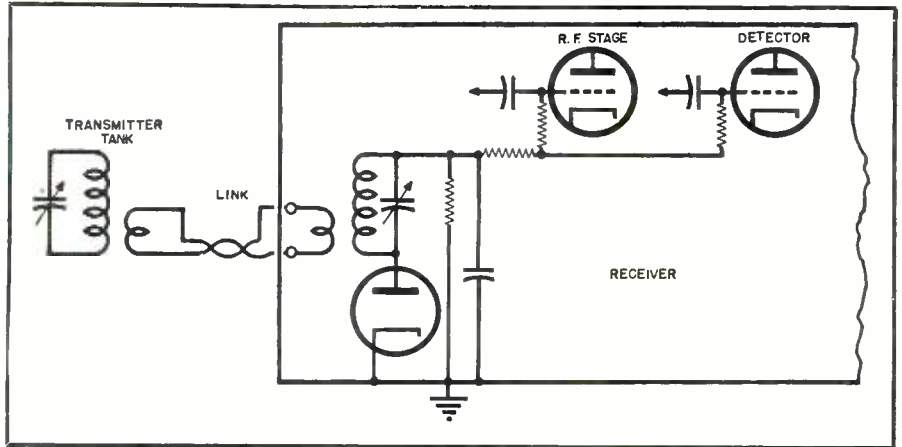 R.F. STAGE
DETECTOR
TRANSMITTER
TANK
LINK
RECEIVER